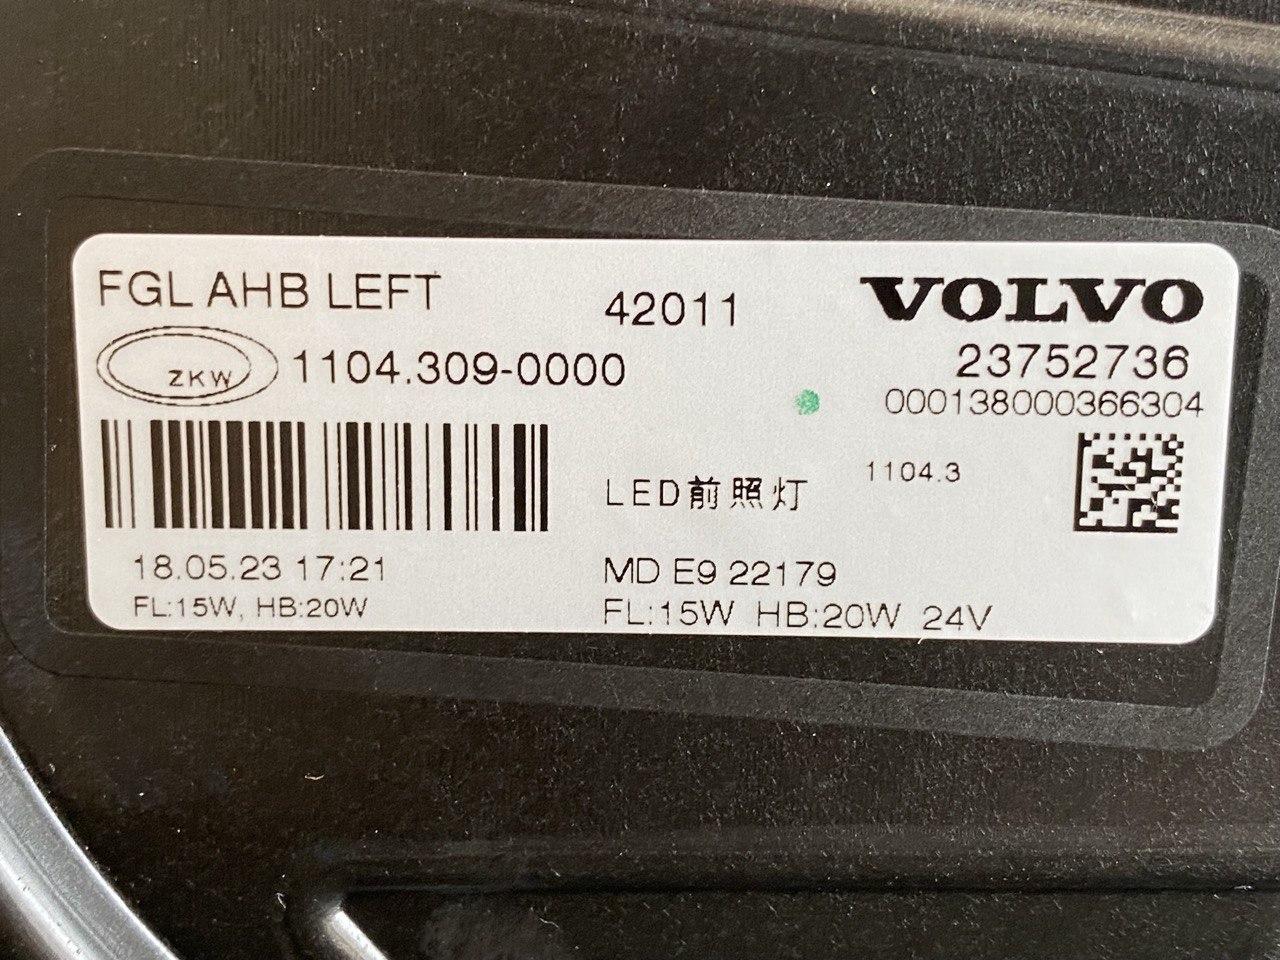 FGL AHB LEFT
42011
VOLVO
ZKW
1104.309-0000
23752736
000138000366304
LED前照灯
1104.3
18.05.23 17:21
MD E9 22179
FL:15W, HB:20W
FL:15W HB:20W 24V